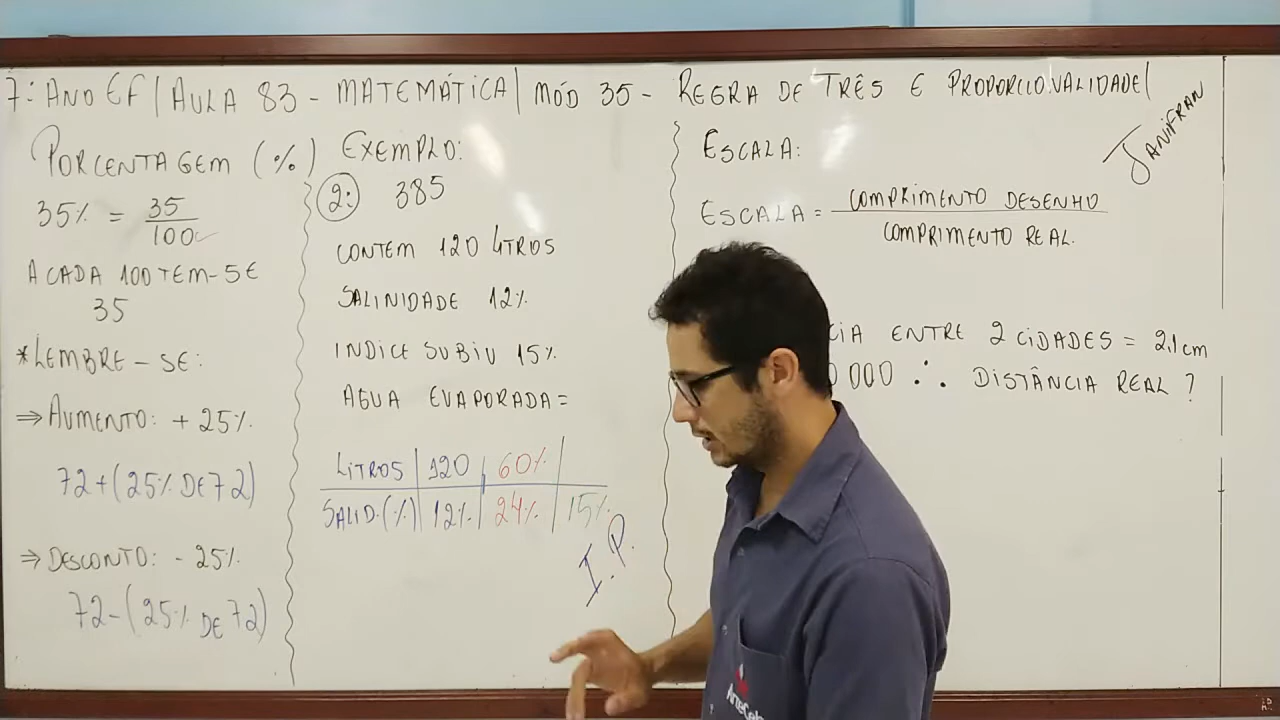 7º ANO EF | AULA 83 - MATEMÁTICA | MÓD 35 - REGRA DE TRÊS E PROPORCIONALIDADE |
JANIFRAN
PORCENTAGEM (%)
35% = 35/100
A CADA 100 TEM-SE
35
*LEMBRE-SE:
⇒ AUMENTO: + 25%.
72+(25% DE 72)
⇒ DESCONTO: - 25%.
72-(25% DE 72)
EXEMPLO:
2: 385
CONTEM 120 LITROS
SALINIDADE 12%
INDICE SUBIU 15%
AGUA EVAPORADA =
LITROS | 120 | 60% |
SALID.(%) | 12% | 24% | 15%
I.P.
ESCALA:
ESCALA = COMPRIMENTO DESENHO / COMPRIMENTO REAL.
CIA ENTRE 2 CIDADES = 2,1 cm
0 000 ∴ DISTÂNCIA REAL ?